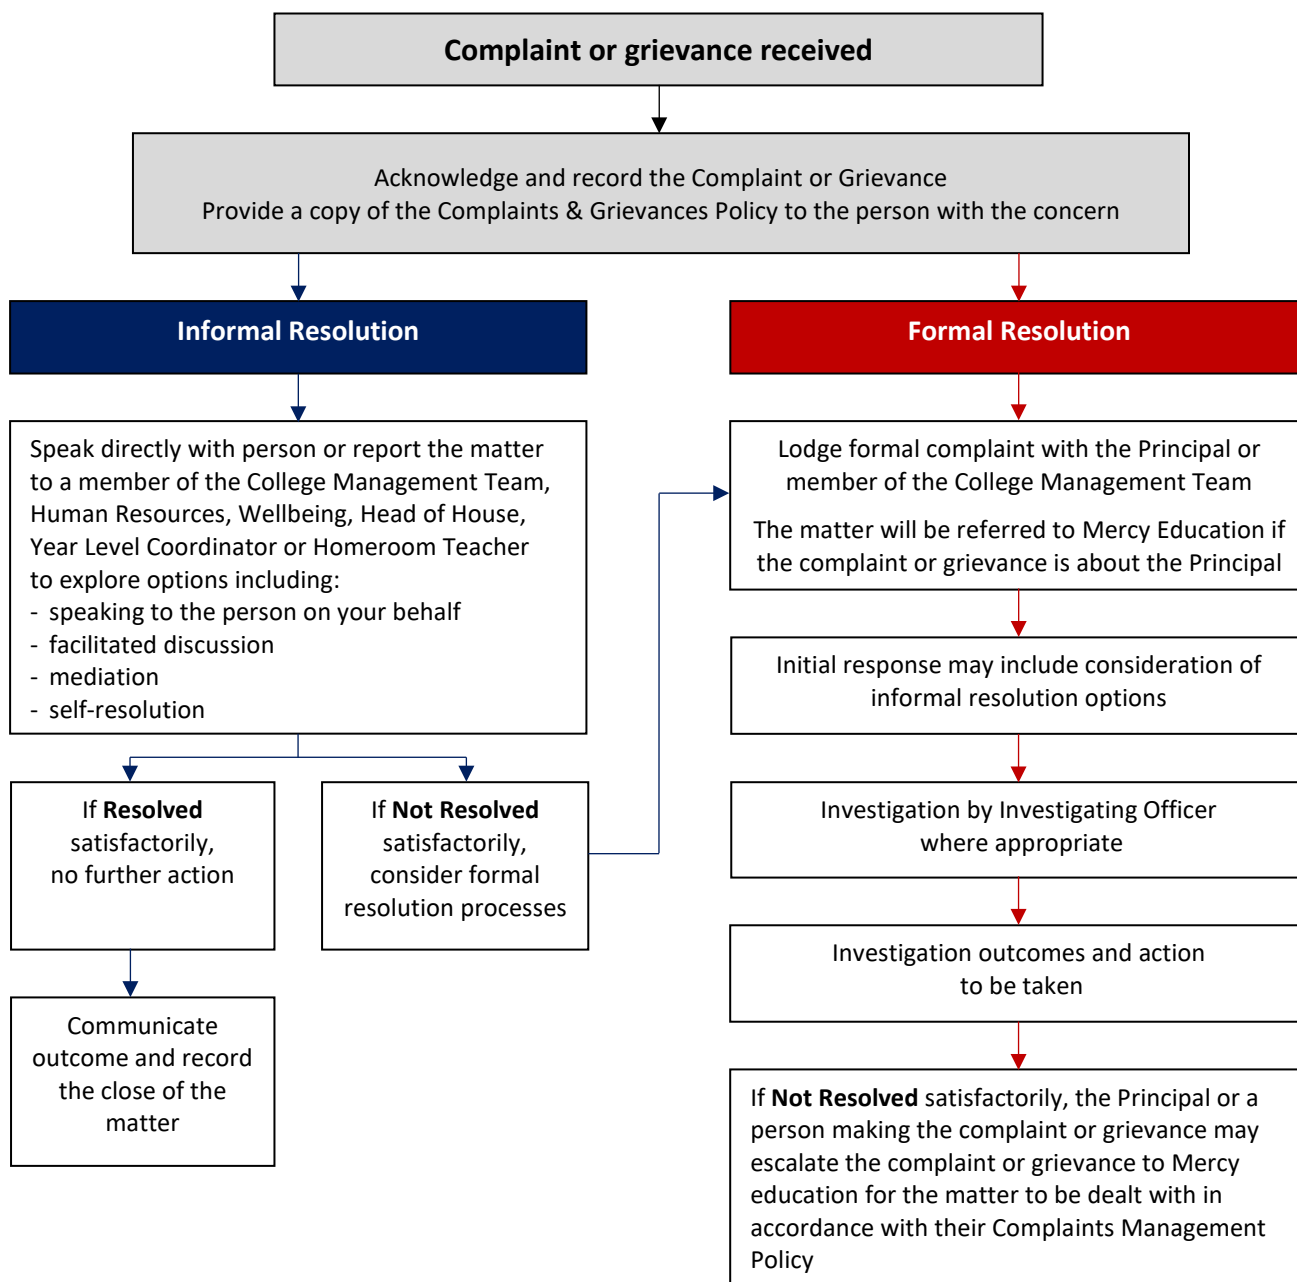 Complaint or grievance received
Acknowledge and record the Complaint or Grievance
Provide a copy of the Complaints & Grievances Policy to the person with the concern
Informal Resolution
Speak directly with person or report the matter
to a member of the College Management Team,
Human Resources, Wellbeing, Head of House,
Year Level Coordinator or Homeroom Teacher
to explore options including:
- speaking to the person on your behalf
- facilitated discussion
- mediation
- self-resolution
If Resolved
satisfactorily,
no further action
Communicate
outcome and record
the close of the
matter
If Not Resolved
satisfactorily,
consider formal
resolution processes
Formal Resolution
Lodge formal complaint with the Principal or
member of the College Management Team
The matter will be referred to Mercy Education if
the complaint or grievance is about the Principal
Initial response may include consideration of
informal resolution options
Investigation by Investigating Officer
where appropriate
Investigation outcomes and action
to be taken
If Not Resolved satisfactorily, the Principal or a
person making the complaint or grievance may
escalate the complaint or grievance to Mercy
education for the matter to be dealt with in
accordance with their Complaints Management
Policy